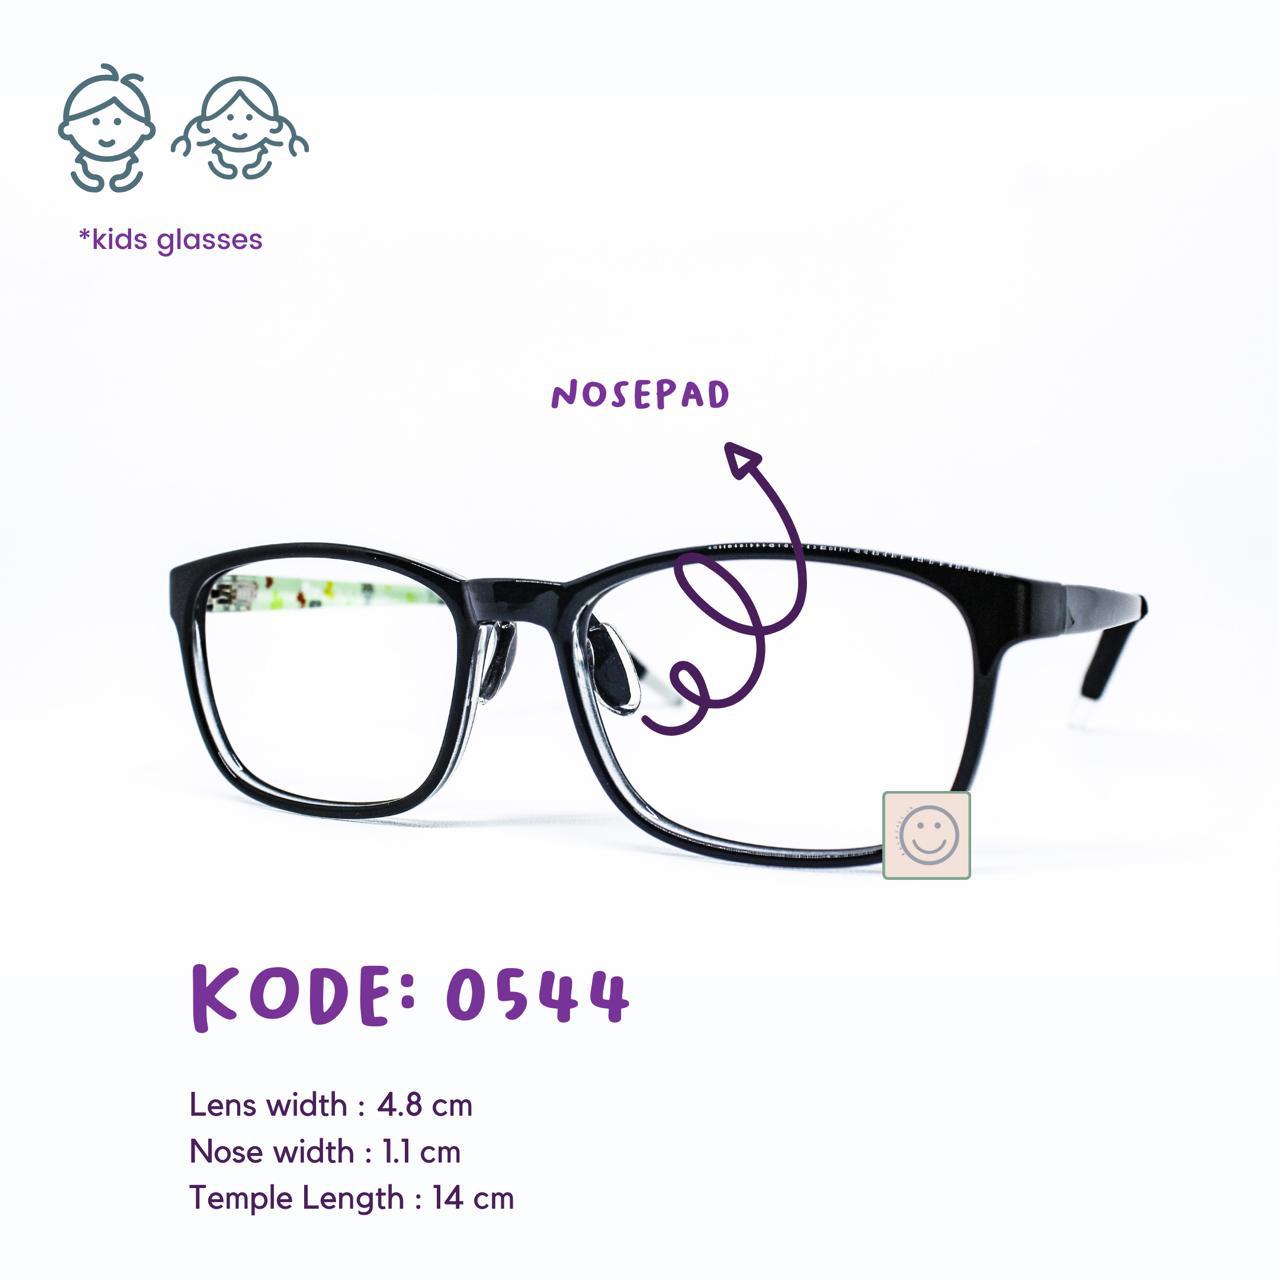 *kids glasses
NOSEPAD
KODE: 0544
Lens width : 4.8 cm
Nose width : 1.1 cm
Temple Length : 14 cm